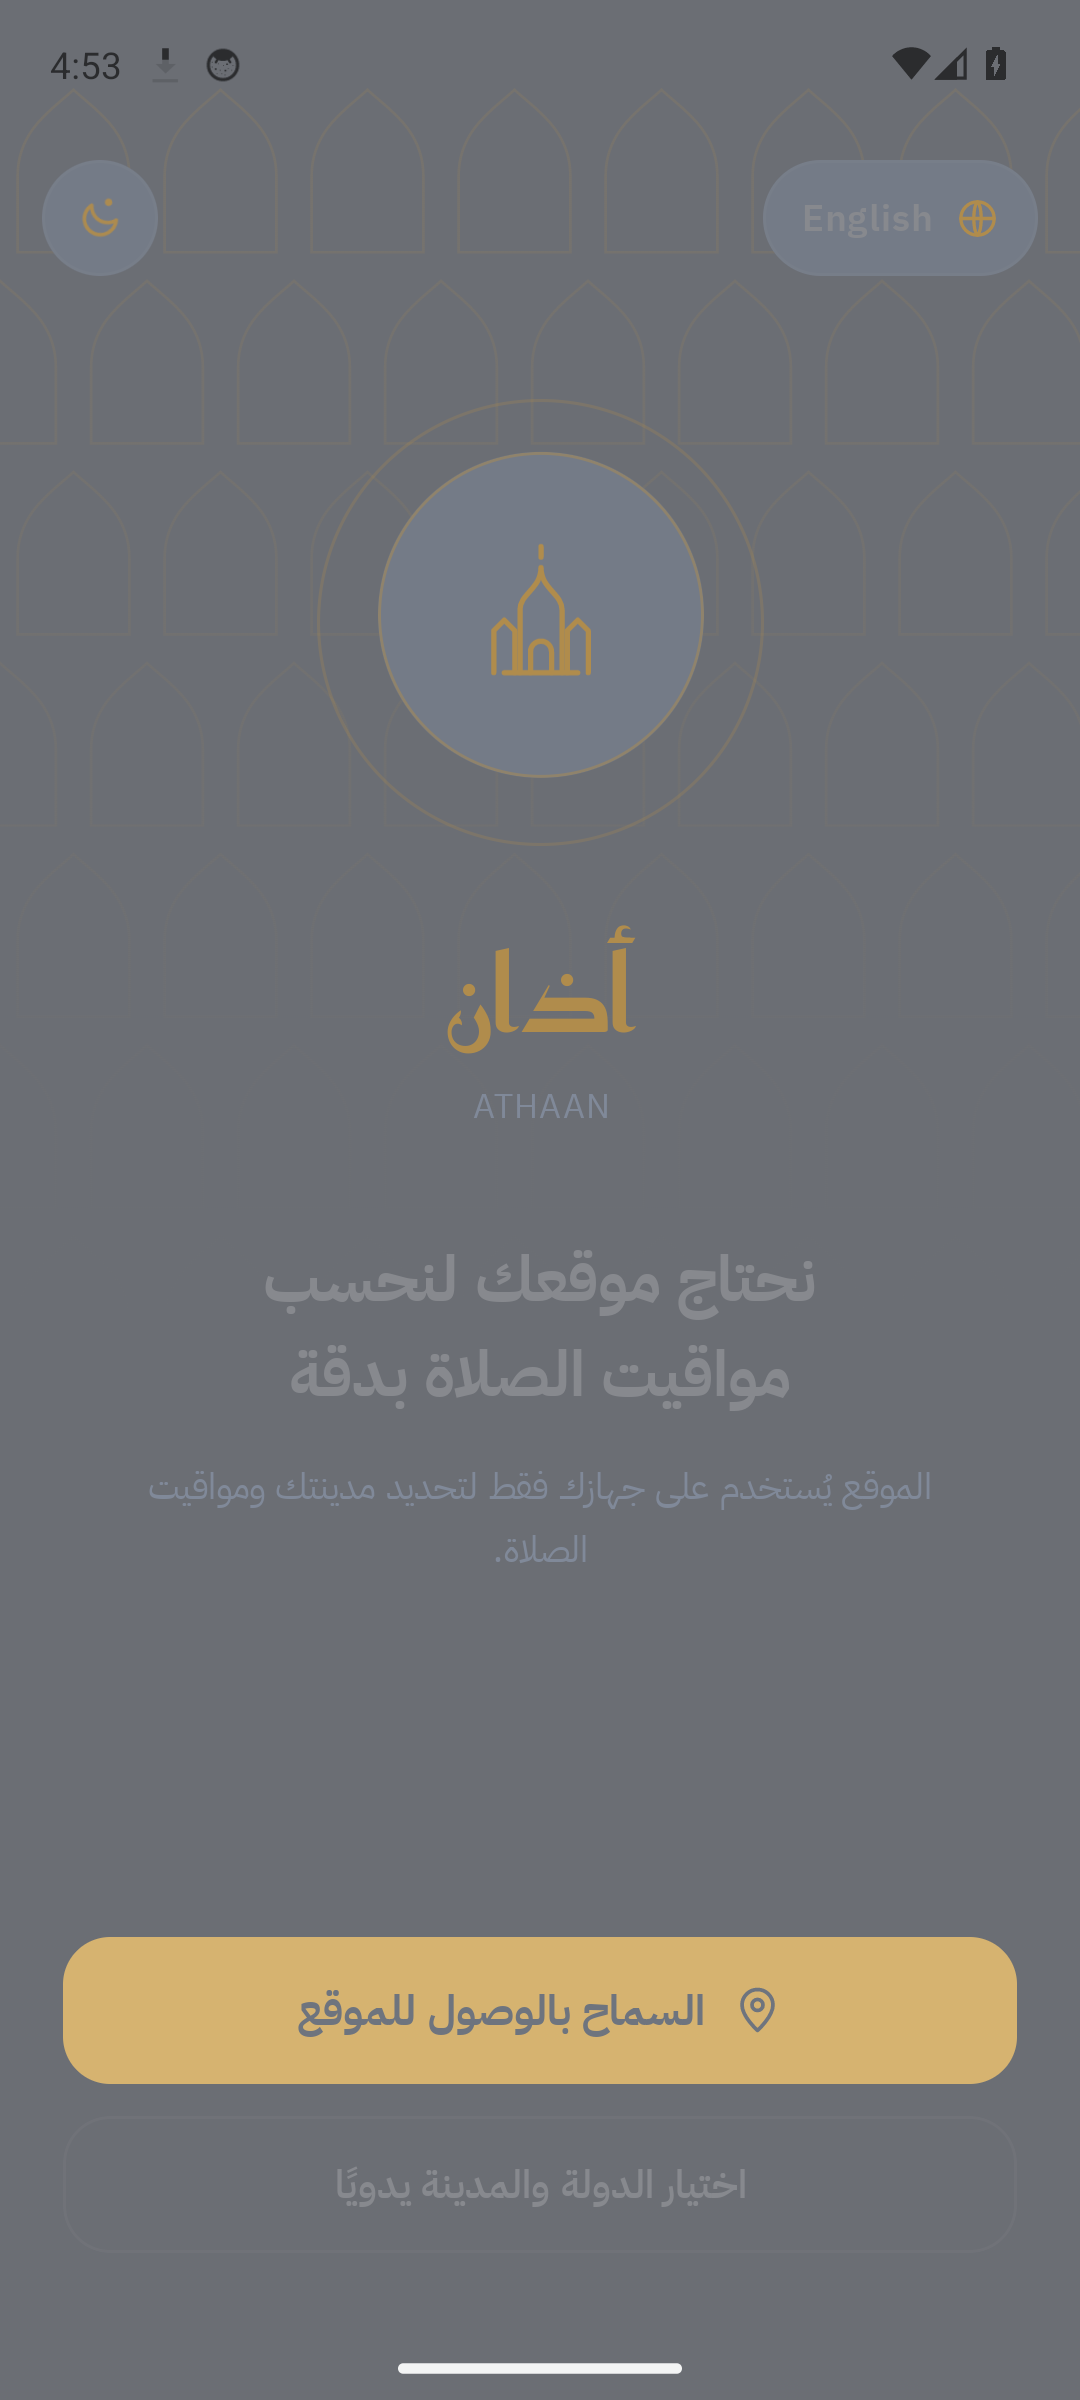 4:53
English
أذان
ATHAAN
نحتاج موقعك لنحسب
مواقيت الصلاة بدقة
الموقع يُستخدم على جهازك فقط لتحديد مدينتك ومواقيت
الصلاة.
السماح بالوصول للموقع
اختيار الدولة والمدينة يدويًا